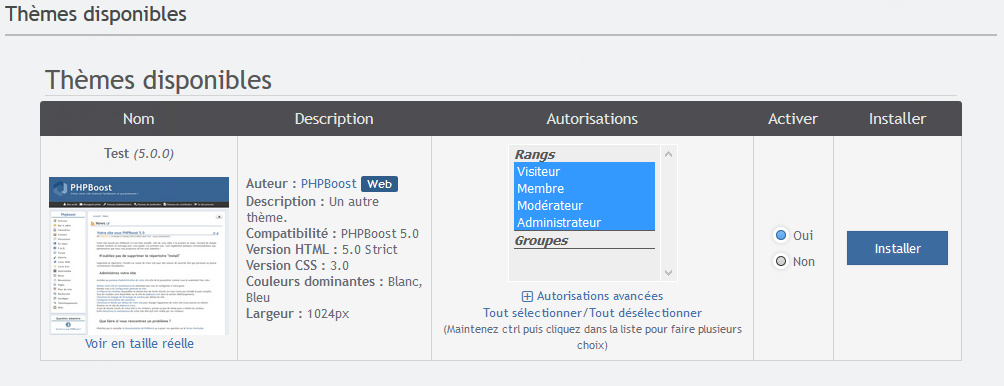 Thèmes disponibles
Thèmes disponibles
Nom
Description
Autorisations
Activer
Installer
Test (5.0.0)
PHPBoost
Voir en taille réelle
Auteur : PHPBoost Web
Description : Un autre
thème.
Compatibilité : PHPBoost 5.0
Version HTML : 5.0 Strict
Version CSS : 3.0
Couleurs dominantes : Blanc,
Bleu
Largeur : 1024px
Rangs
Visiteur
Membre
Modérateur
Administrateur
Groupes
Autorisations avancées
Tout sélectionner/Tout désélectionner
(Maintenez ctrl puis cliquez dans la liste pour faire plusieurs
choix)
Oui
Non
Installer